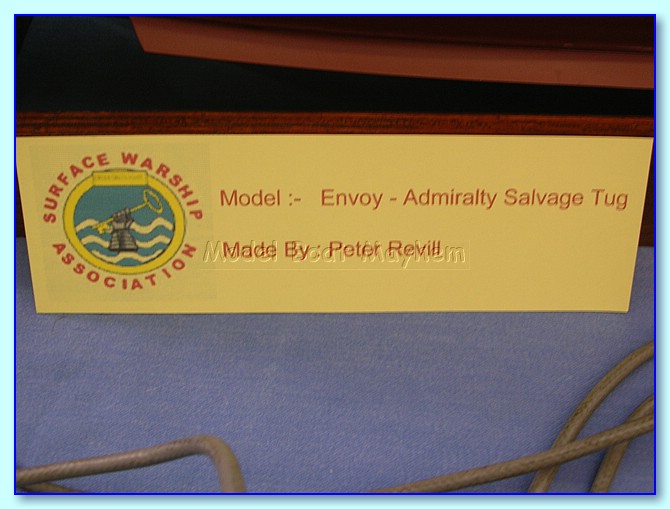 SURFACE WARSHIP
ASSOCIATION
Model :- Envoy - Admiralty Salvage Tug
Made By : Peter Revill
Model Boat Mayhem